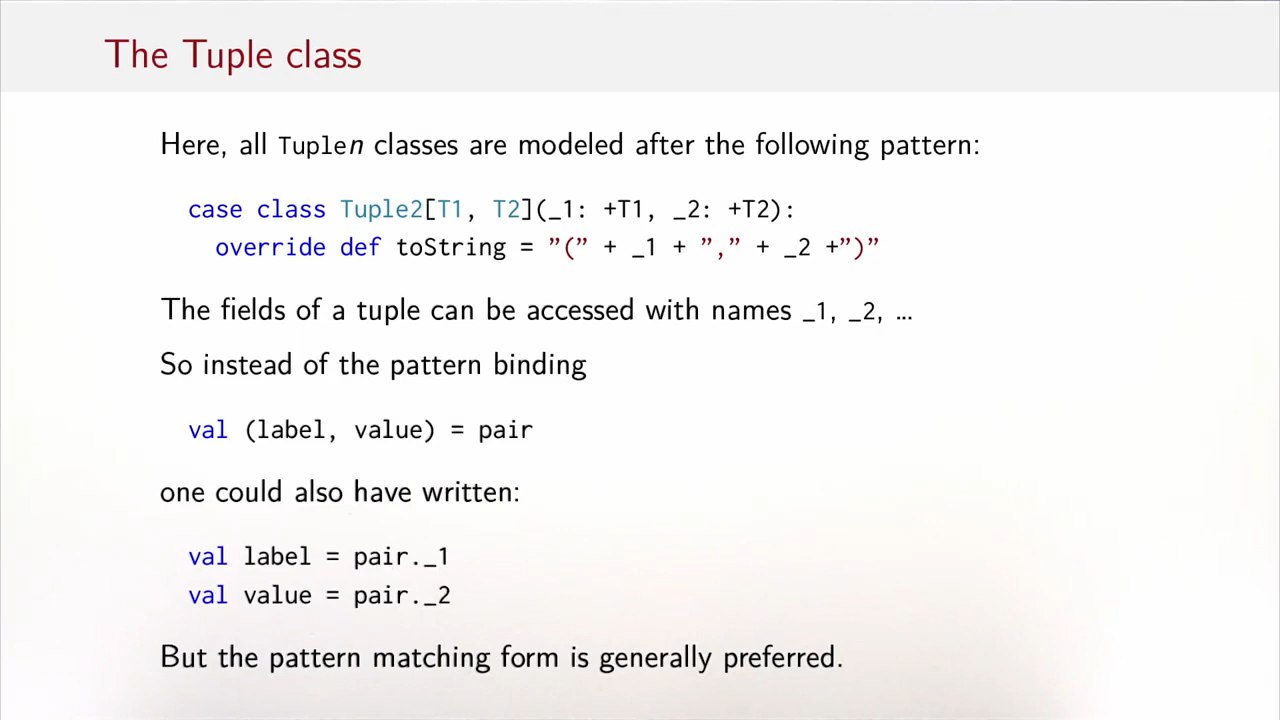 The Tuple class
Here, all Tuplen classes are modeled after the following pattern:
case class Tuple2[T1, T2](_1: +T1, _2: +T2):
override def toString = ”(” + _1 + ”,” + _2 +”)”
The fields of a tuple can be accessed with names _1, _2, …
So instead of the pattern binding
val (label, value) = pair
one could also have written:
val label = pair._1
val value = pair._2
But the pattern matching form is generally preferred.